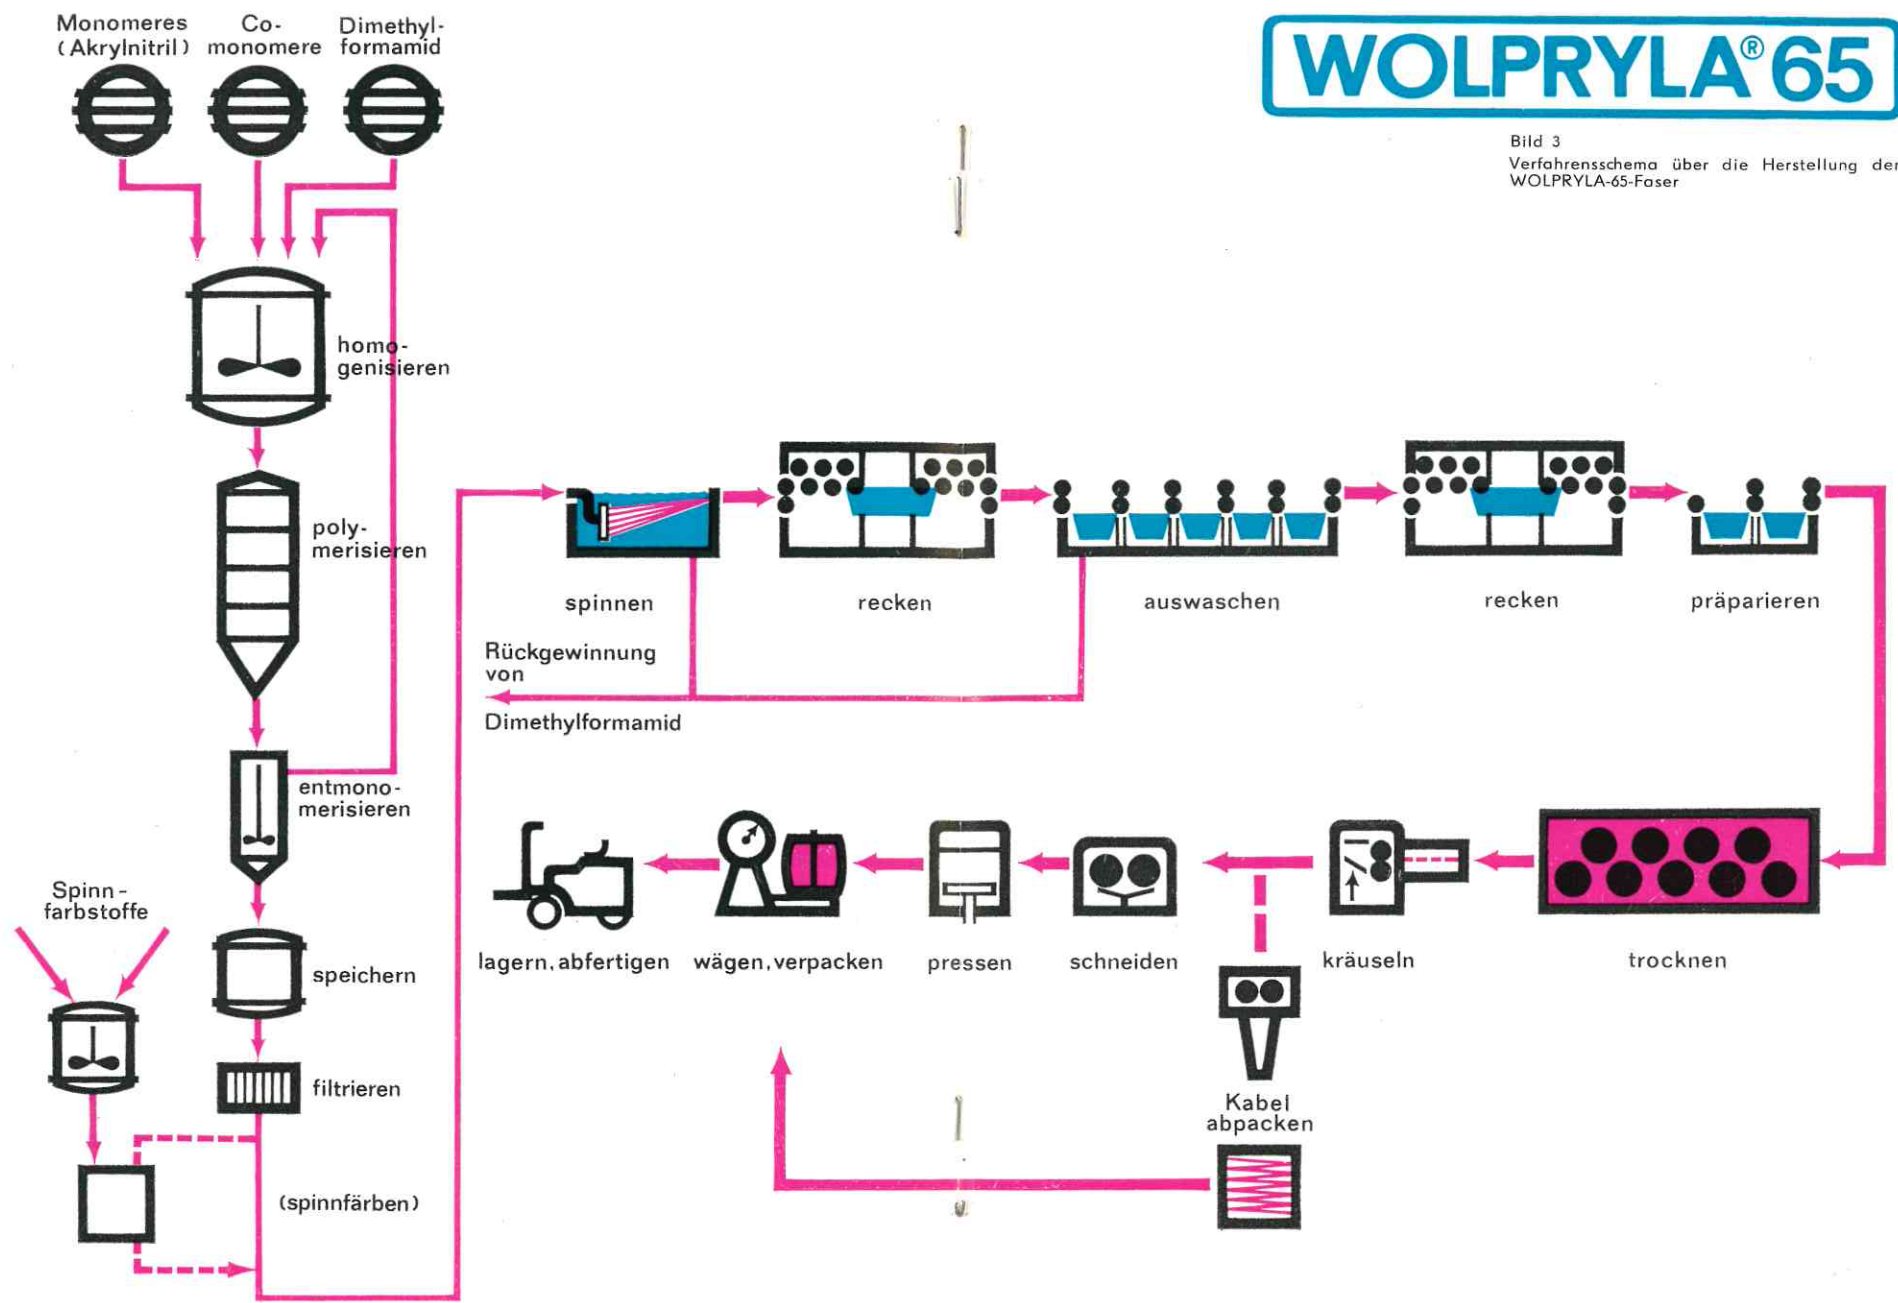 Monomeres
(Akrylnitril)
Co-
monomere
Dimethyl-
formamid
WOLPRYLA® 65
Bild 3
Verfahrensschema über die Herstellung der
WOLPRYLA-65-Faser
homo-
genisieren
poly-
merisieren
entmono-
merisieren
Spinn-
farbstoffe
speichern
filtrieren
(spinnfärben)
spinnen
recken
auswaschen
recken
präparieren
Rückgewinnung
von
Dimethylformamid
lagern, abfertigen
wägen, verpacken
pressen
schneiden
kräuseln
trocknen
Kabel
abpacken